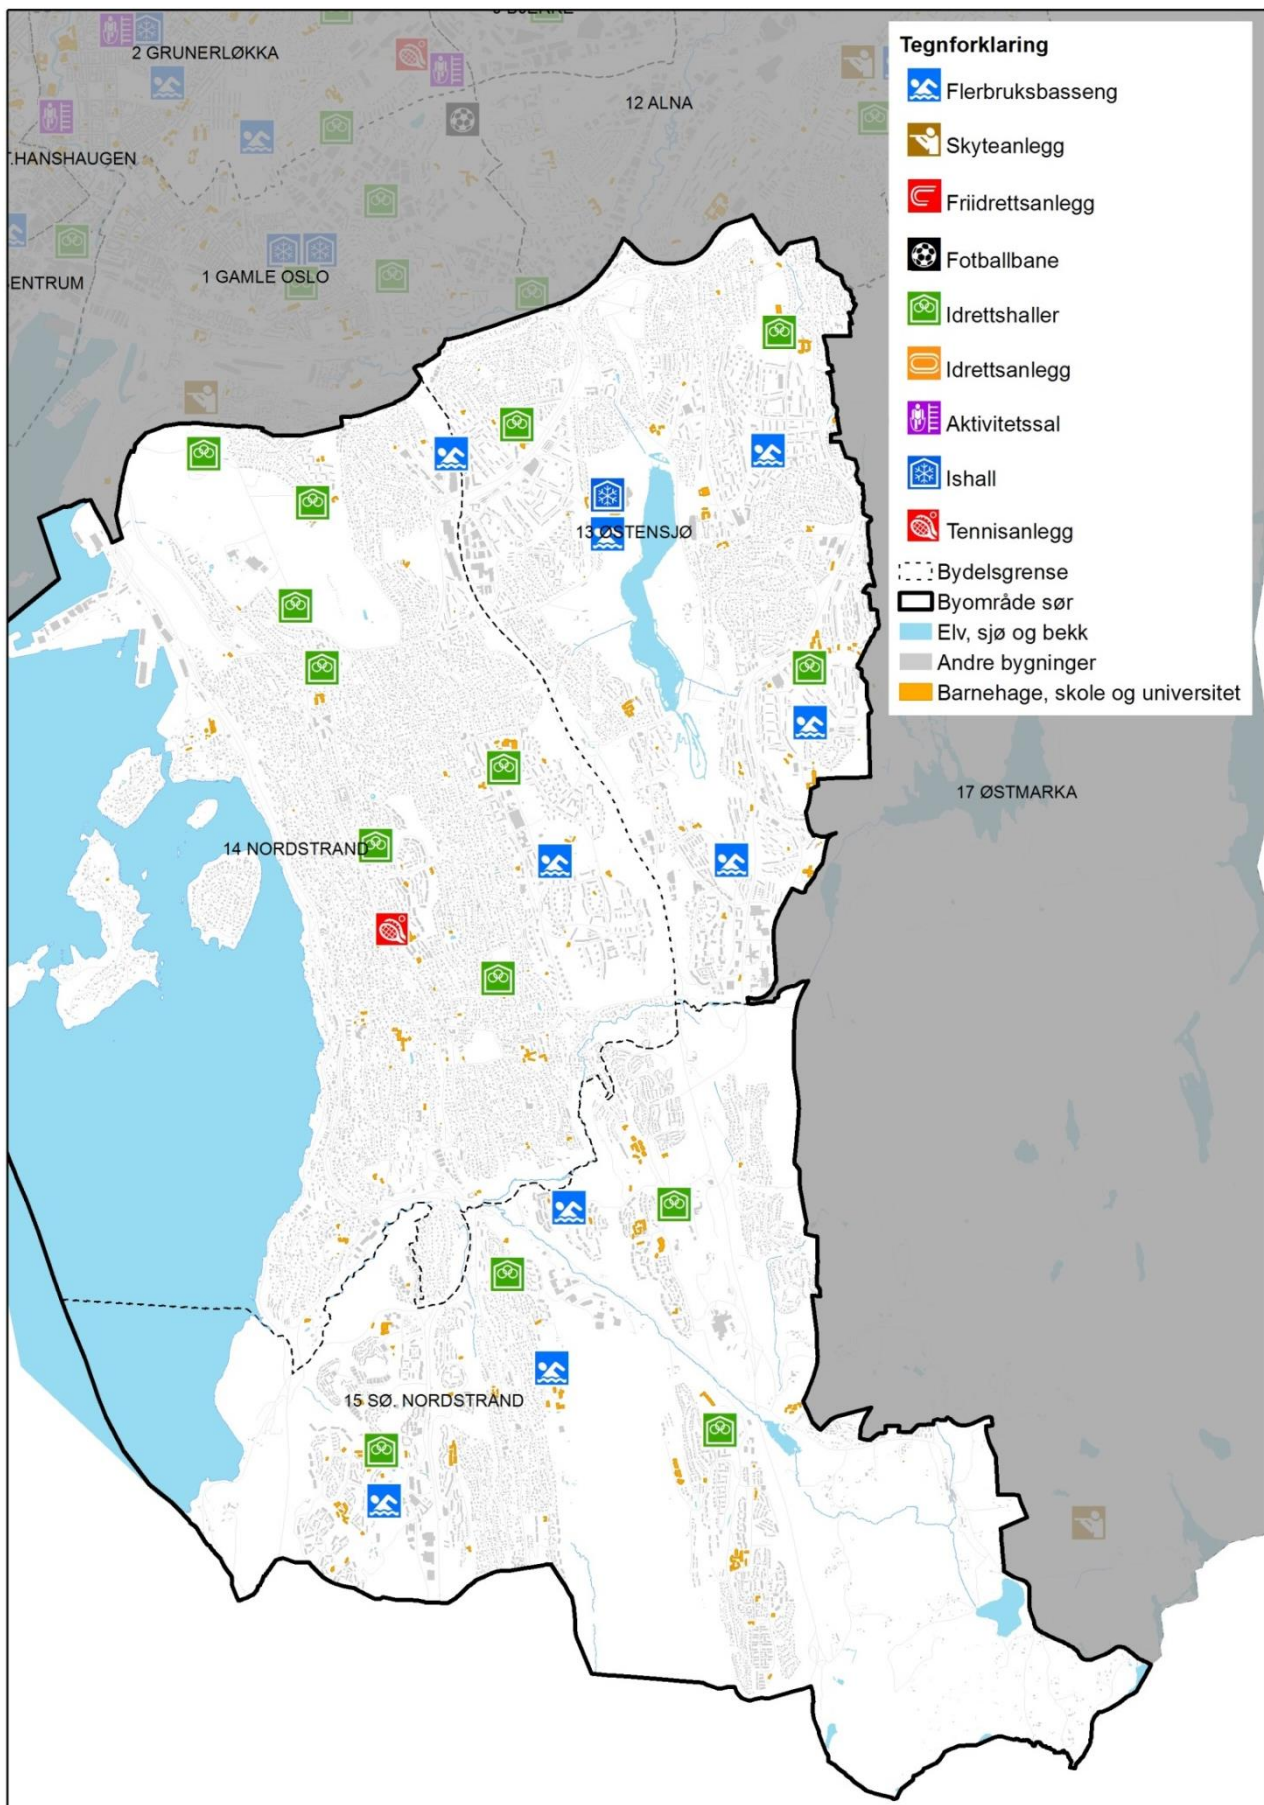 2 GRUNERLØKKA
12 ALNA
T.HANSHAUGEN
1 GAMLE OSLO
ENTRUM
13 ØSTENSJØ
17 ØSTMARKA
14 NORDSTRAND
15 SØ. NORDSTRAND
Tegnforklaring
Flerbruksbasseng
Skyteanlegg
Friidrettsanlegg
Fotballbane
Idrettshaller
Idrettsanlegg
Aktivitetssal
Ishall
Tennisanlegg
Bydelsgrense
Byområde sør
Elv, sjø og bekk
Andre bygninger
Barnehage, skole og universitet